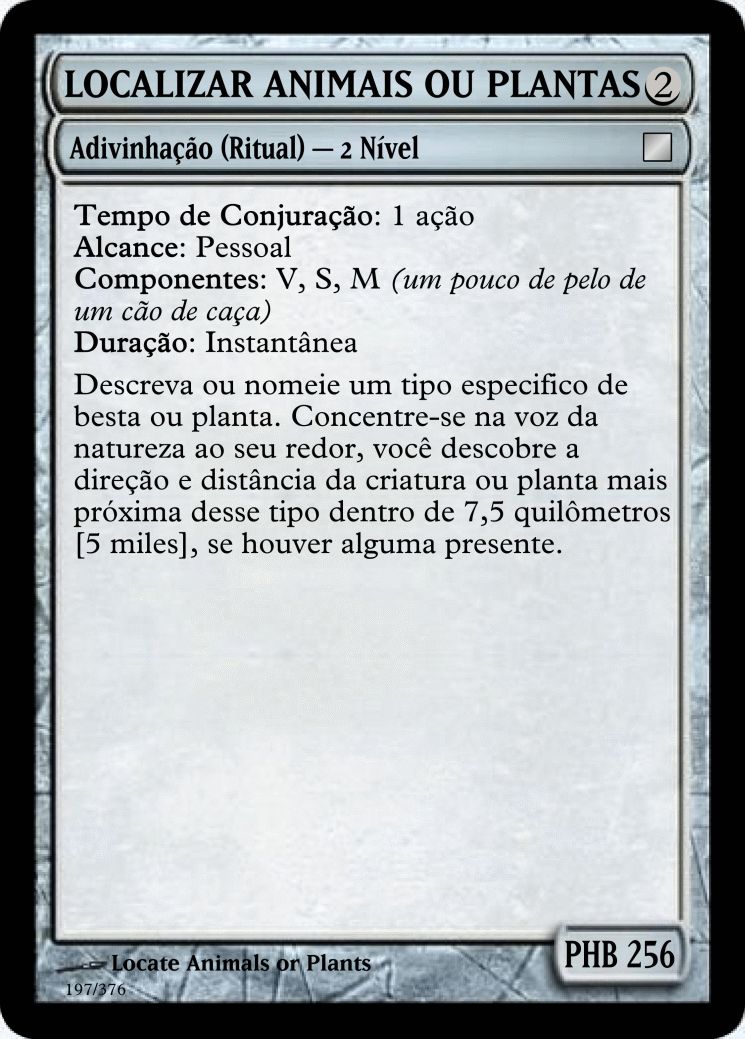 LOCALIZAR ANIMAIS OU PLANTAS 2
Adivinhação (Ritual) — 2 Nível
Tempo de Conjuração: 1 ação
Alcance: Pessoal
Componentes: V, S, M (um pouco de pelo de
um cão de caça)
Duração: Instantânea
Descreva ou nomeie um tipo especifico de
besta ou planta. Concentre-se na voz da
natureza ao seu redor, você descobre a
direção e distância da criatura ou planta mais
próxima desse tipo dentro de 7,5 quilômetros
[5 miles], se houver alguma presente.
PHB 256
Locate Animals or Plants
197/376